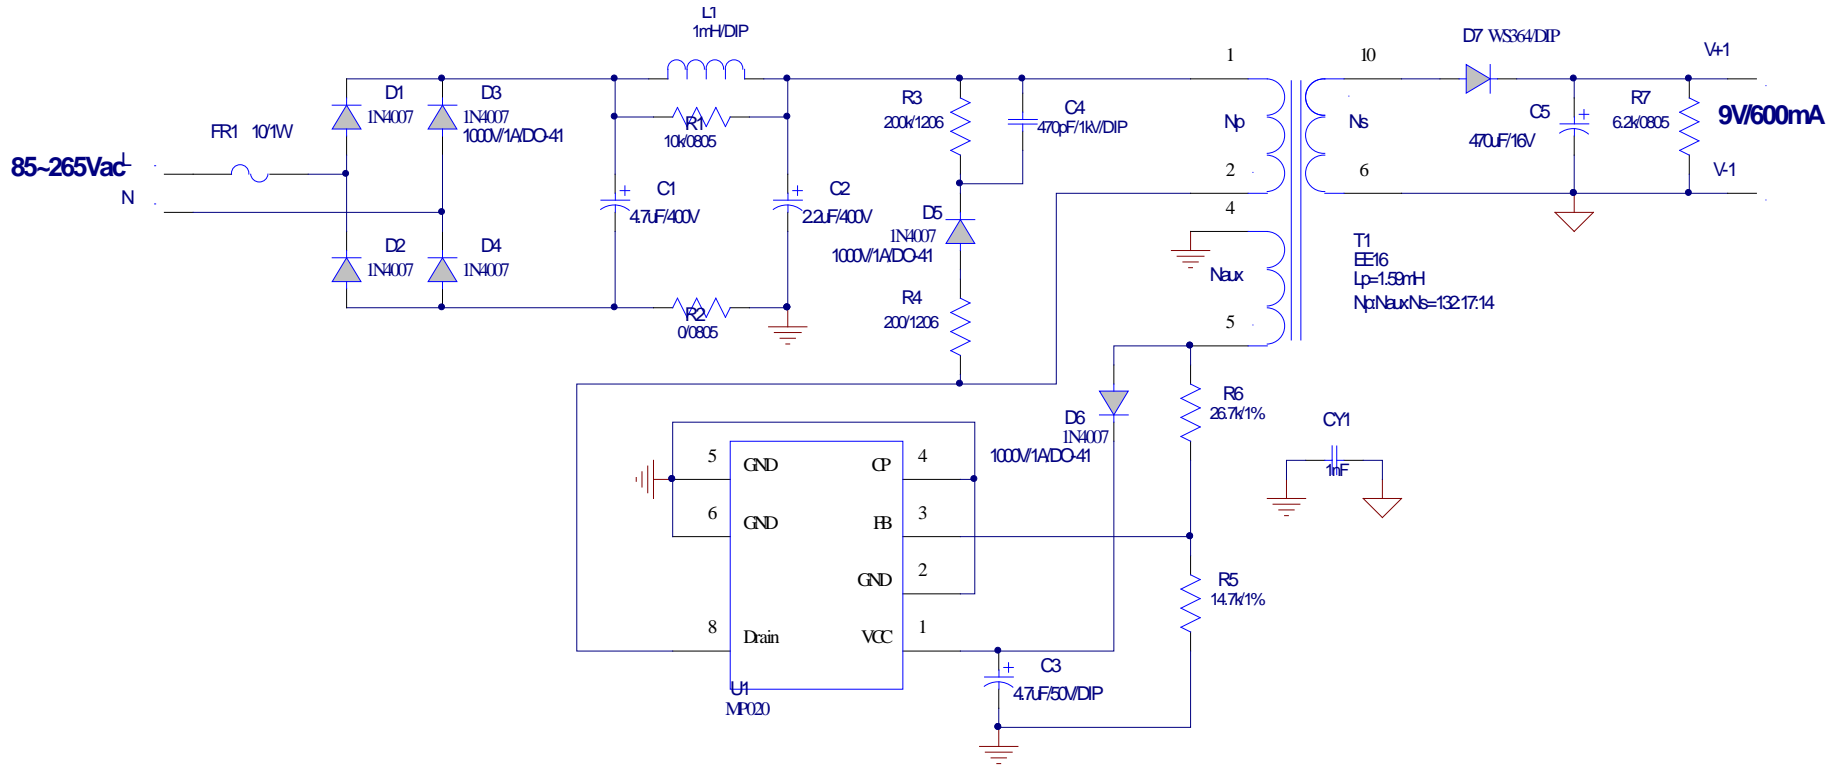 L1
1mH/DIP
D7 WS364/DIP
1
10
V+1
D1
1N4007
D3
1N4007
1000V/1A/DO-41
R3
200k/1206
C4
470pF/1kV/DIP
Np
Ns
C5
470uF/16V
R7
6.2k/0805
9V/600mA
FR1 10/1W
R1
10k/0805
85~265Vac
L
N
2
6
V-1
C1
4.7uF/400V
C2
2.2uF/400V
4
D5
1N4007
1000V/1A/DO-41
D2
1N4007
D4
1N4007
Naux
T1
EE16
Lp=1.59mH
Np:Naux:Ns=132:17:14
R4
200/1206
R2
0/0805
5
D6
1N4007
1000V/1A/DO-41
R6
26.7k/1%
CY1
1nF
5
GND
CP
4
6
GND
FB
3
GND
2
R5
14.7k/1%
8
Drain
VCC
1
C3
4.7uF/50V/DIP
U1
MP020